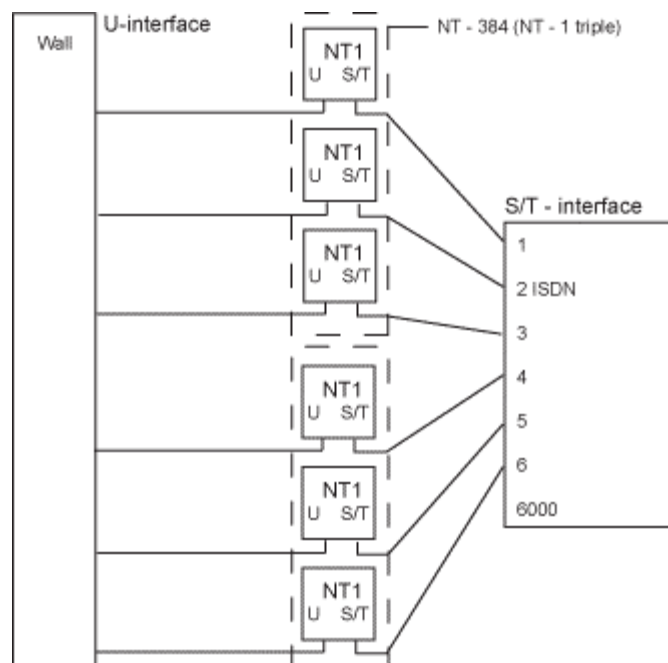 U-interface
Wall
NT - 384 (NT - 1 triple)
NT1
U S/T
NT1
U S/T
NT1
U S/T
S/T - interface
1
2 ISDN
3
4
5
6
6000
NT1
U S/T
NT1
U S/T
NT1
U S/T